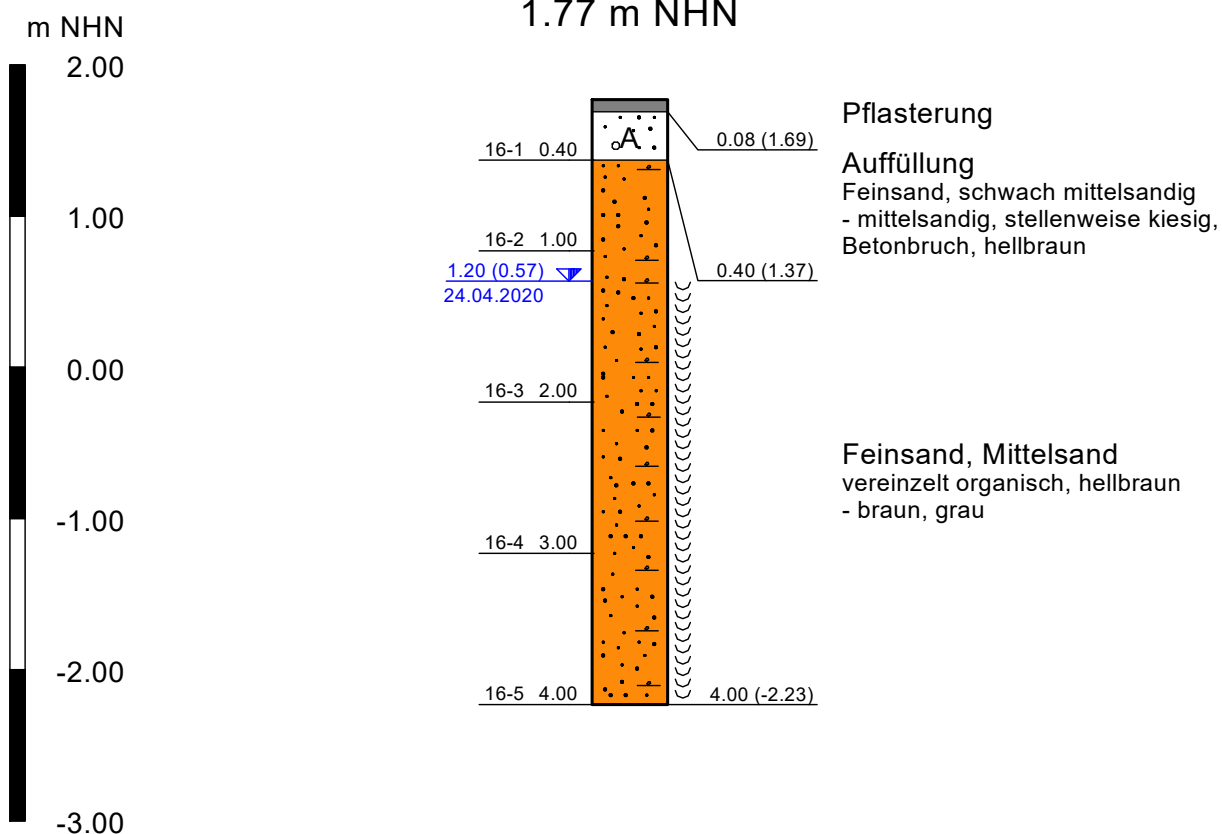 1.77 m NHN
m NHN
2.00
1.00
0.00
-1.00
-2.00
-3.00
A
16-1 0.40
16-2 1.00
1.20 (0.57)
24.04.2020
16-3 2.00
16-4 3.00
16-5 4.00
0.08 (1.69)
0.40 (1.37)
4.00 (-2.23)
Pflasterung
Auffüllung
Feinsand, schwach mittelsandig
- mittelsandig, stellenweise kiesig,
Betonbruch, hellbraun
Feinsand, Mittelsand
vereinzelt organisch, hellbraun
- braun, grau